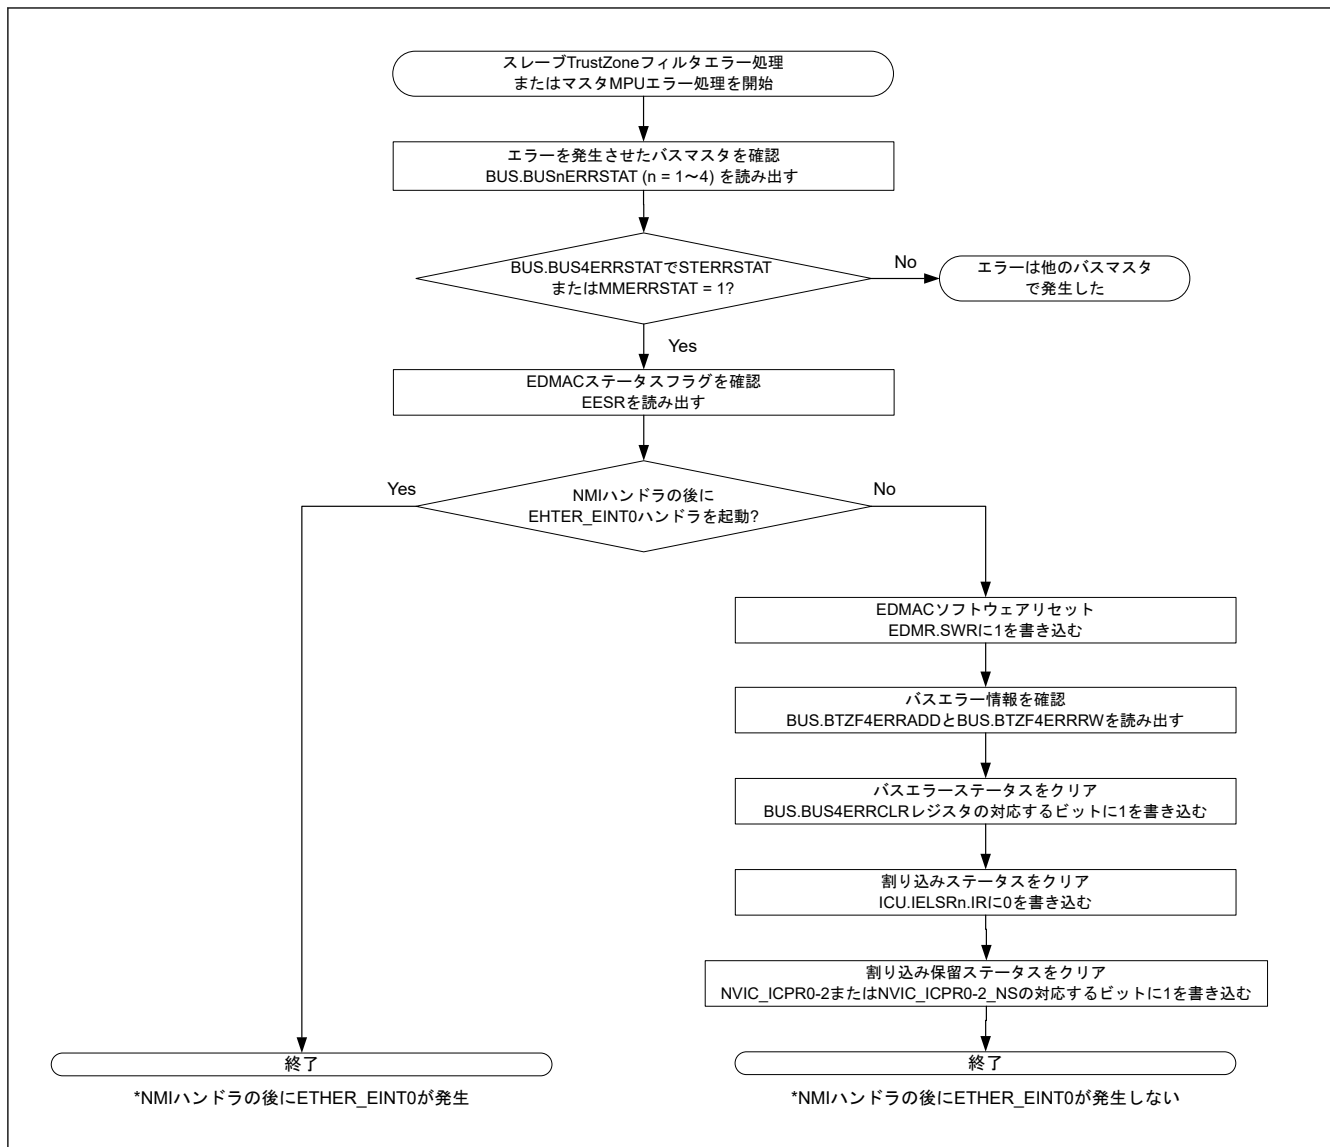 スレーブTrustZoneフィルタエラー処理
またはマスタMPUエラー処理を開始
エラーを発生させたバスマスタを確認
BUS.BUSnERRSTAT (n = 1～4) を読み出す
BUS.BUS4ERRSTATでSTERRSTAT
またはMMERRSTAT = 1?
No
エラーは他のバスマスタ
で発生した
Yes
EDMACステータスフラグを確認
EESRを読み出す
Yes
NMIハンドラの後に
EHTER_EINT0ハンドラを起動?
No
EDMACソフトウェアリセット
EDMR.SWRに1を書き込む
バスエラー情報を確認
BUS.BTZF4ERRADDとBUS.BTZF4ERRRWを読み出す
バスエラーステータスをクリア
BUS.BUS4ERRCLRレジスタの対応するビットに1を書き込む
割り込みステータスをクリア
ICU.IELSRn.IRに0を書き込む
割り込み保留ステータスをクリア
NVIC_ICPR0-2またはNVIC_ICPR0-2_NSの対応するビットに1を書き込む
終了
終了
*NMIハンドラの後にETHER_EINT0が発生
*NMIハンドラの後にETHER_EINT0が発生しない